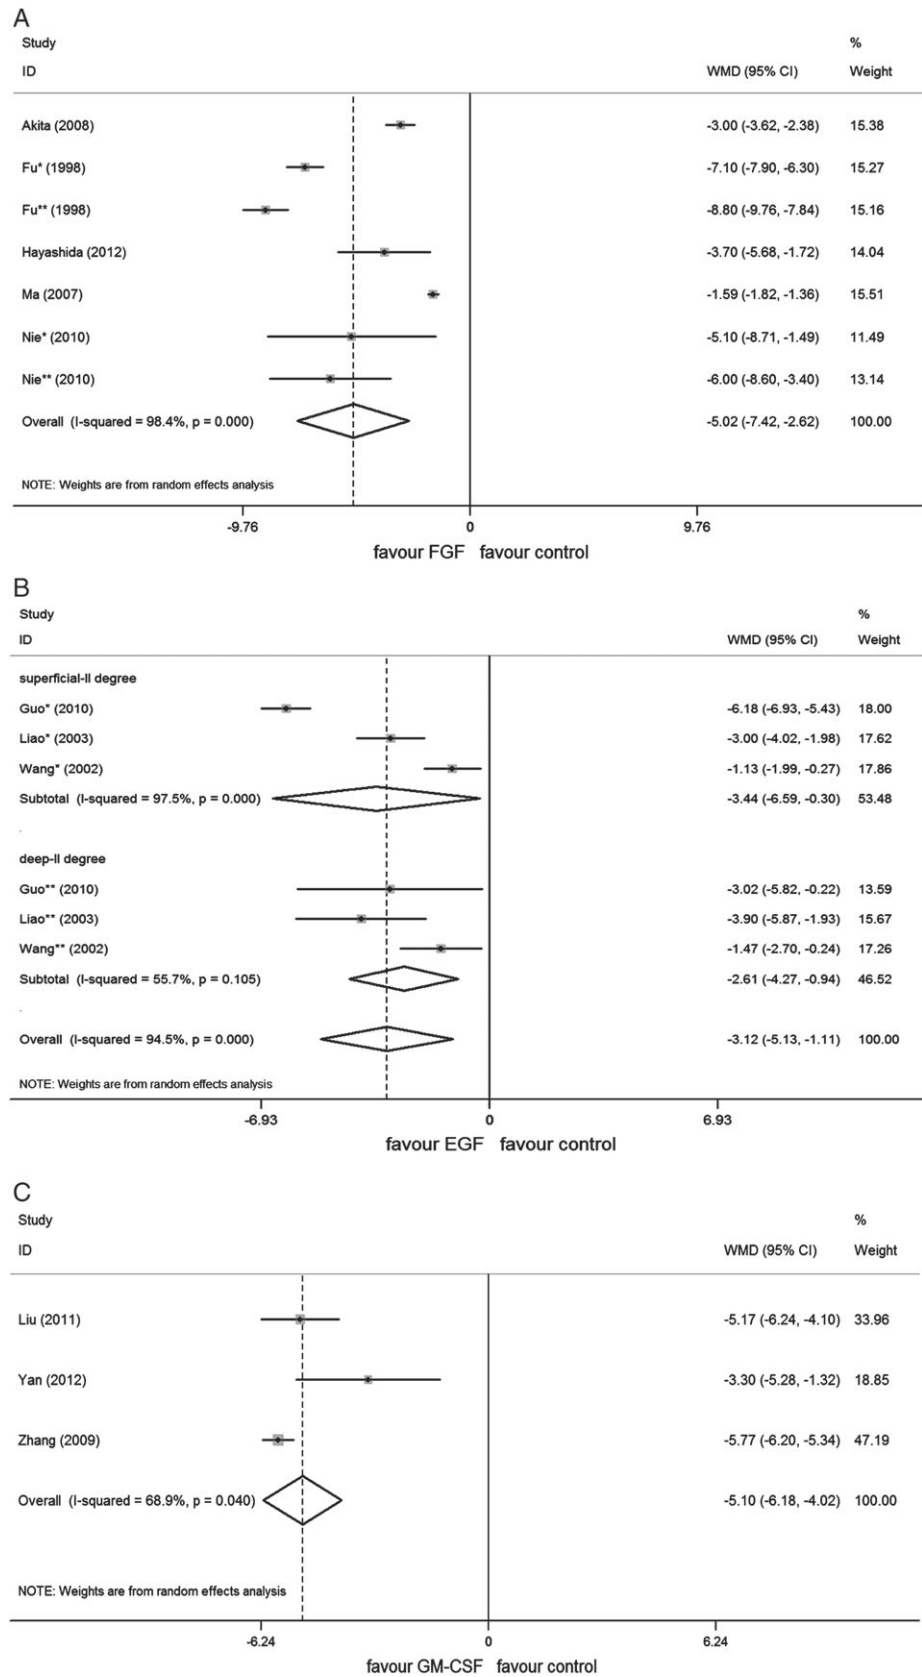 A
Study %
ID WMD (95% CI) Weight
Akita (2008) -3.00 (-3.62, -2.38) 15.38
Fu* (1998) -7.10 (-7.90, -6.30) 15.27
Fu** (1998) -8.80 (-9.76, -7.84) 15.16
Hayashida (2012) -3.70 (-5.68, -1.72) 14.04
Ma (2007) -1.59 (-1.82, -1.36) 15.51
Nie* (2010) -5.10 (-8.71, -1.49) 11.49
Nie** (2010) -6.00 (-8.60, -3.40) 13.14
Overall (I-squared = 98.4%, p = 0.000) -5.02 (-7.42, -2.62) 100.00
NOTE: Weights are from random effects analysis
-9.76 0 9.76
favour FGF favour control
B
Study %
ID WMD (95% CI) Weight
superficial-II degree
Guo* (2010) -6.18 (-6.93, -5.43) 18.00
Liao* (2003) -3.00 (-4.02, -1.98) 17.62
Wang* (2002) -1.13 (-1.99, -0.27) 17.86
Subtotal (I-squared = 97.5%, p = 0.000) -3.44 (-6.59, -0.30) 53.48
.
deep-II degree
Guo** (2010) -3.02 (-5.82, -0.22) 13.59
Liao** (2003) -3.90 (-5.87, -1.93) 15.67
Wang** (2002) -1.47 (-2.70, -0.24) 17.26
Subtotal (I-squared = 55.7%, p = 0.105) -2.61 (-4.27, -0.94) 46.52
.
Overall (I-squared = 94.5%, p = 0.000) -3.12 (-5.13, -1.11) 100.00
NOTE: Weights are from random effects analysis
-6.93 0 6.93
favour EGF favour control
C
Study %
ID WMD (95% CI) Weight
Liu (2011) -5.17 (-6.24, -4.10) 33.96
Yan (2012) -3.30 (-5.28, -1.32) 18.85
Zhang (2009) -5.77 (-6.20, -5.34) 47.19
Overall (I-squared = 68.9%, p = 0.040) -5.10 (-6.18, -4.02) 100.00
NOTE: Weights are from random effects analysis
-6.24 0 6.24
favour GM-CSF favour control